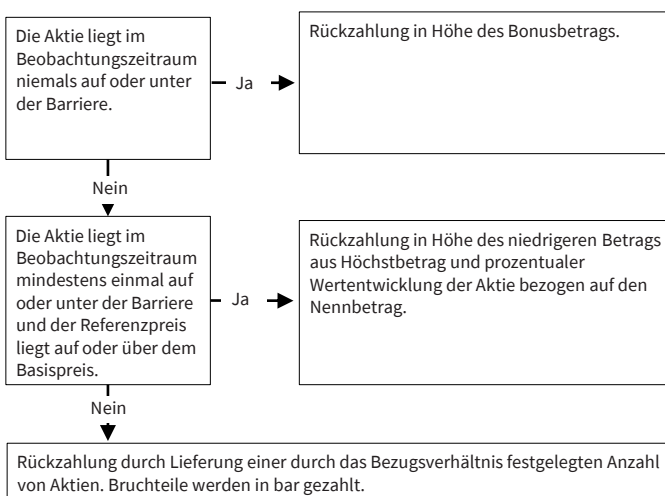 Die Aktie liegt im
Beobachtungszeitraum
niemals auf oder unter
der Barriere.
Ja
Rückzahlung in Höhe des Bonusbetrags.
Nein
Die Aktie liegt im
Beobachtungszeitraum
mindestens einmal auf
oder unter der Barriere
und der Referenzpreis
liegt auf oder über dem
Basispreis.
Ja
Rückzahlung in Höhe des niedrigeren Betrags
aus Höchstbetrag und prozentualer
Wertentwicklung der Aktie bezogen auf den
Nennbetrag.
Nein
Rückzahlung durch Lieferung einer durch das Bezugsverhältnis festgelegten Anzahl
von Aktien. Bruchteile werden in bar gezahlt.